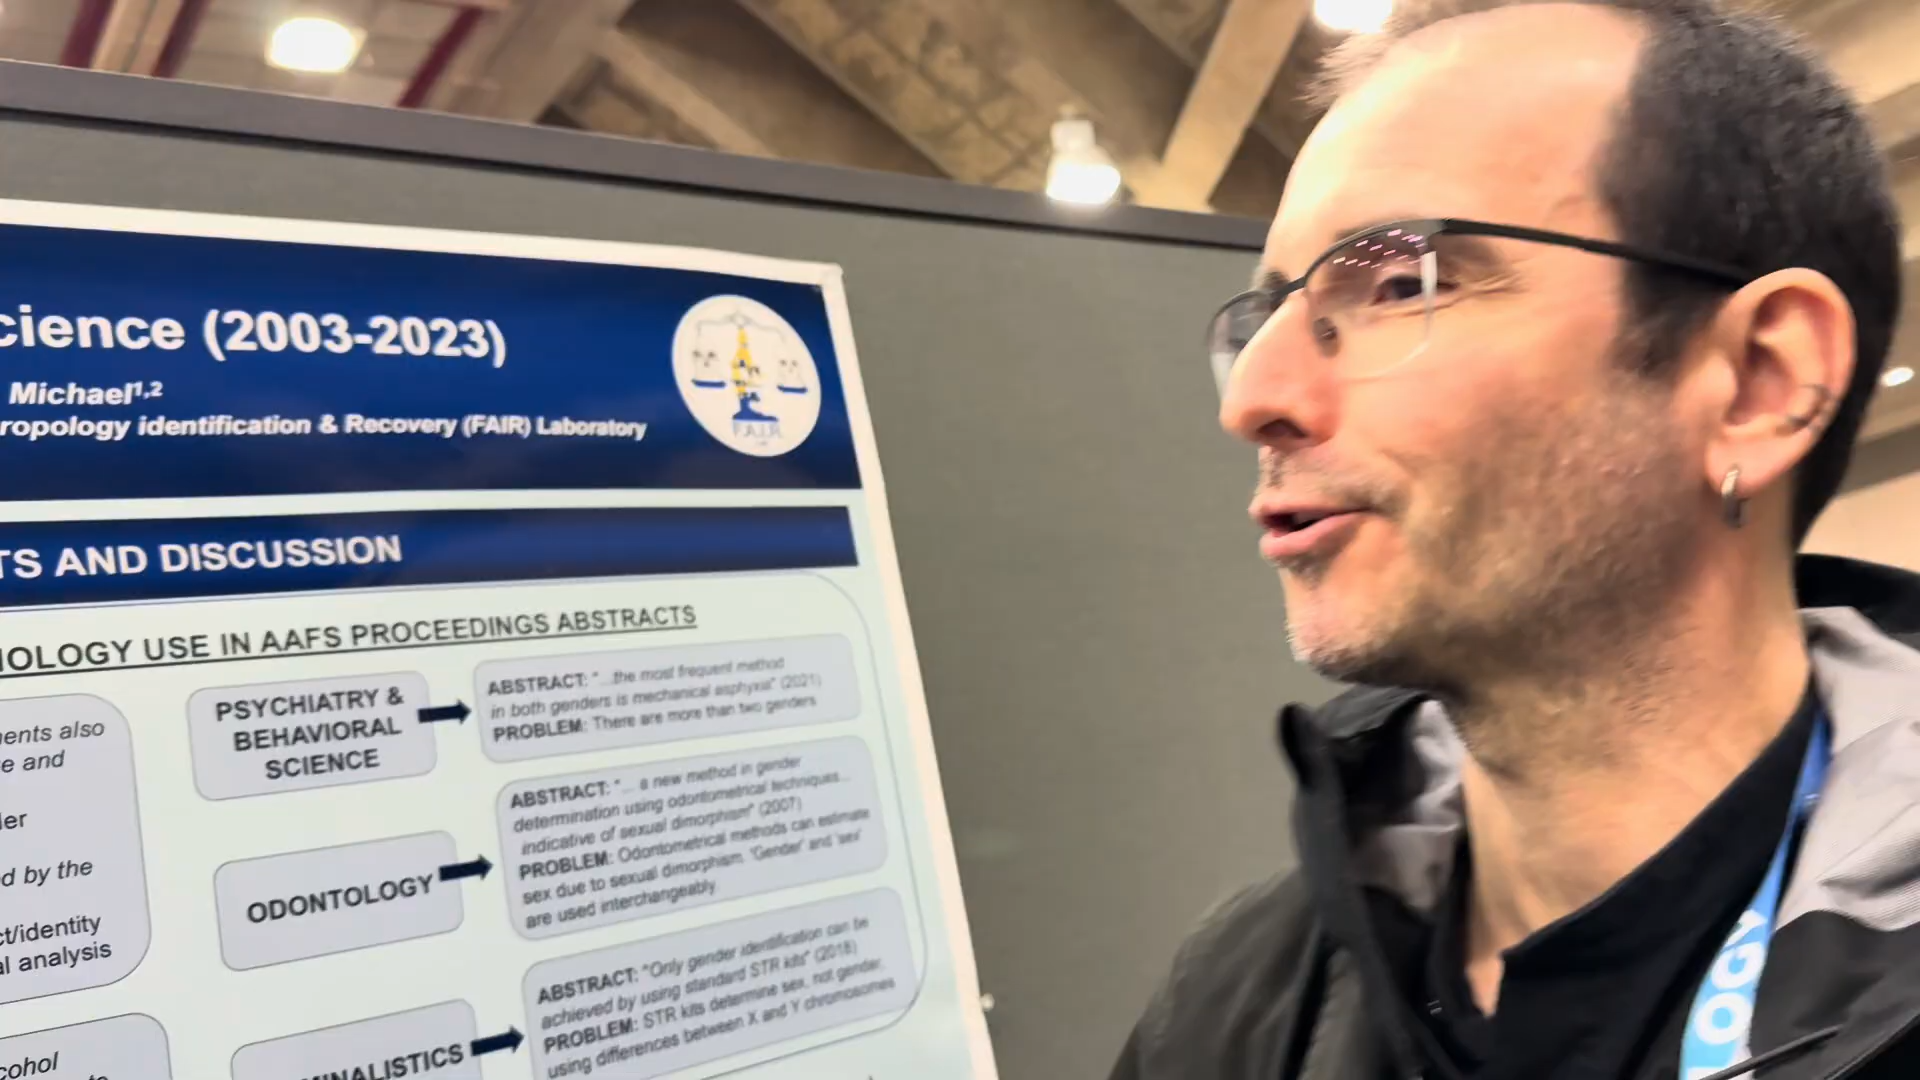 cience (2003-2023)
Michael1,2
ropology identification & Recovery (FAIR) Laboratory
F.A.I.R.
TS AND DISCUSSION
IOLOGY USE IN AAFS PROCEEDINGS ABSTRACTS
ents also
e and
er
d by the
ct/identity
al analysis
cohol
PSYCHIATRY &
BEHAVIORAL
SCIENCE
ABSTRACT: "...the most frequent method
in both genders is mechanical asphyxia" (2021)
PROBLEM: There are more than two genders
ODONTOLOGY
ABSTRACT: "... a new method in gender
determination using odontometrical techniques...
indicative of sexual dimorphism" (2007)
PROBLEM: Odontometrical methods can estimate
sex due to sexual dimorphism. 'Gender' and 'sex'
are used interchangeably.
INALISTICS
ABSTRACT: "Only gender identification can be
achieved by using standard STR kits" (2018)
PROBLEM: STR kits determine sex, not gender,
using differences between X and Y chromosomes
LOGY